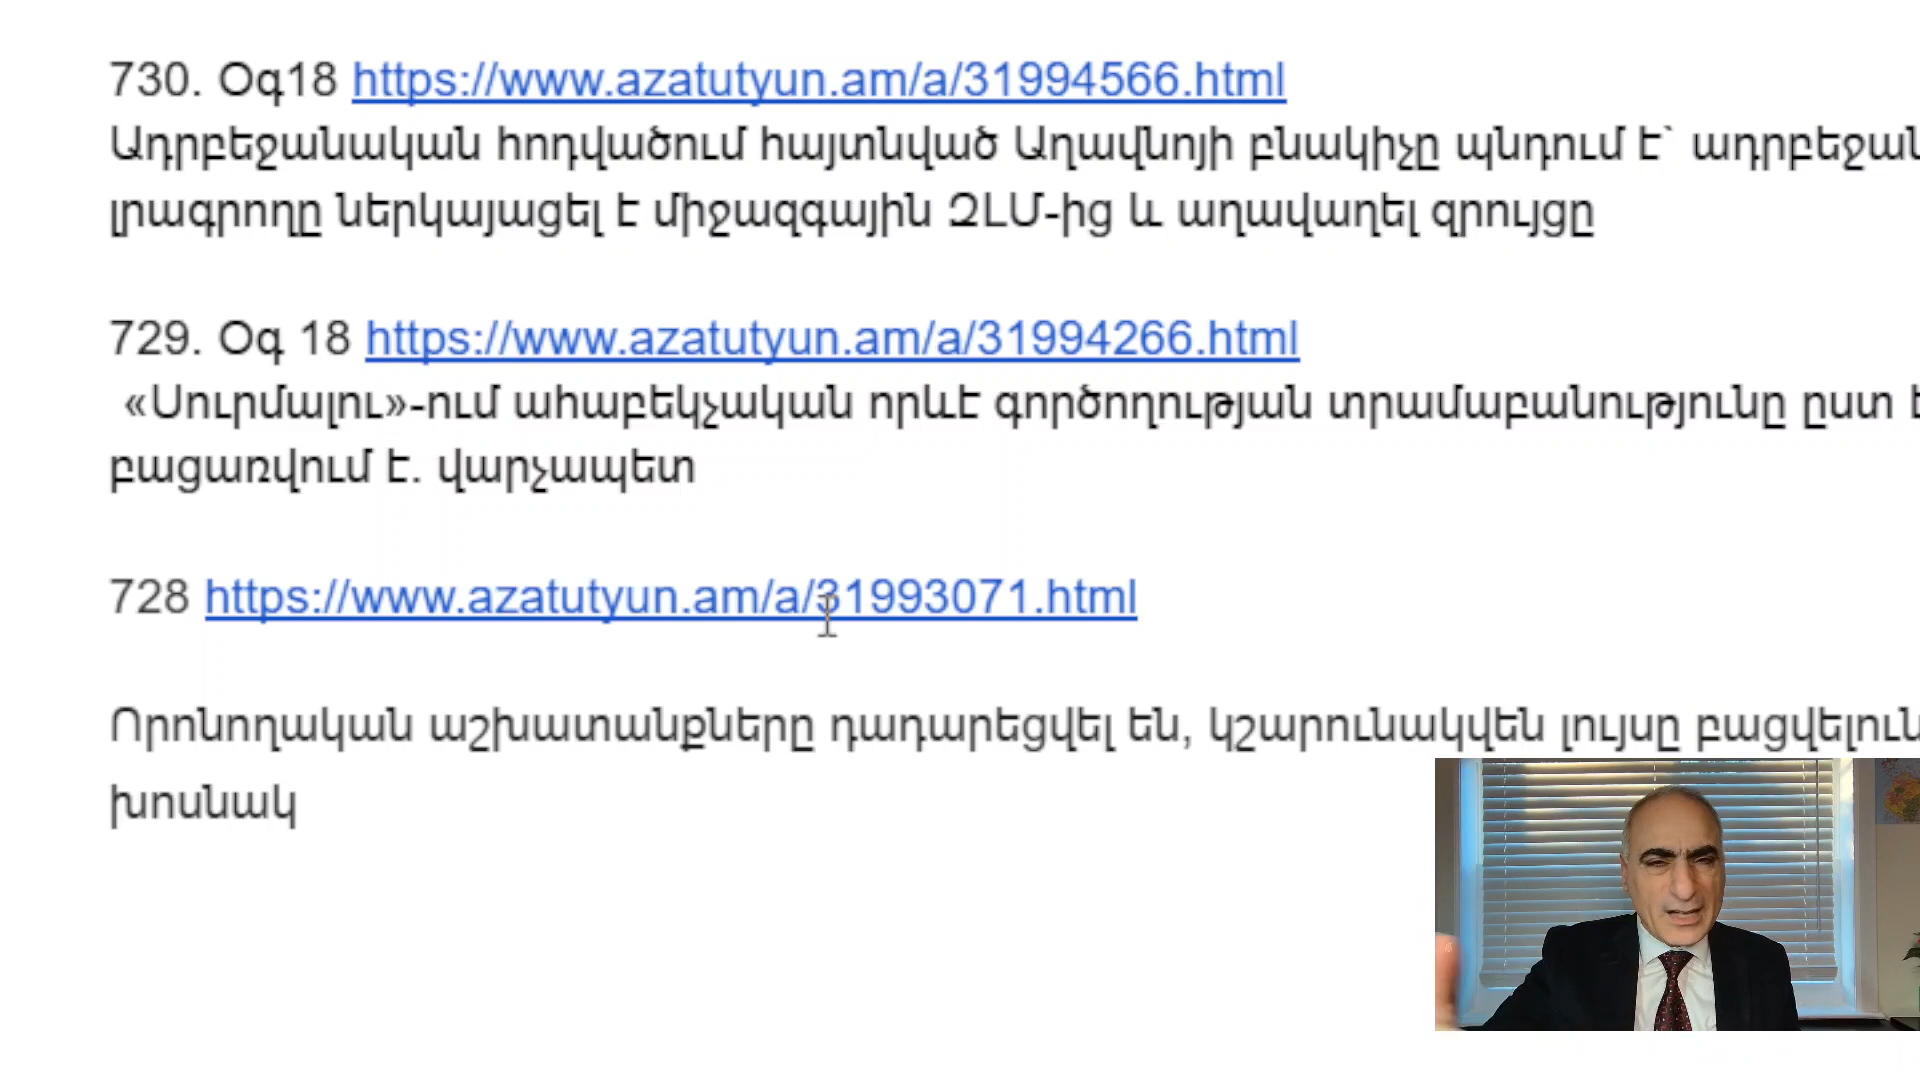 730. Օգ18 https://www.azatutyun.am/a/31994566.html
Ադրբեջանական հոդվածում հայտնված Աղավնոյի բնակիչը պնդում է` ադրբեջան
լրագրողը ներկայացել է միջազգային ԶԼՄ-ից և աղավաղել զրույցը
729. Օգ 18 https://www.azatutyun.am/a/31994266.html
«Սուրմալու»-ում ահաբեկչական որևէ գործողության տրամաբանությունը ըստ է
բացառվում է. վարչապետ
728 https://www.azatutyun.am/a/31993071.html
Որոնողական աշխատանքները դադարեցվել են, կշարունակվեն լույսը բացվելուն
խոսնակ